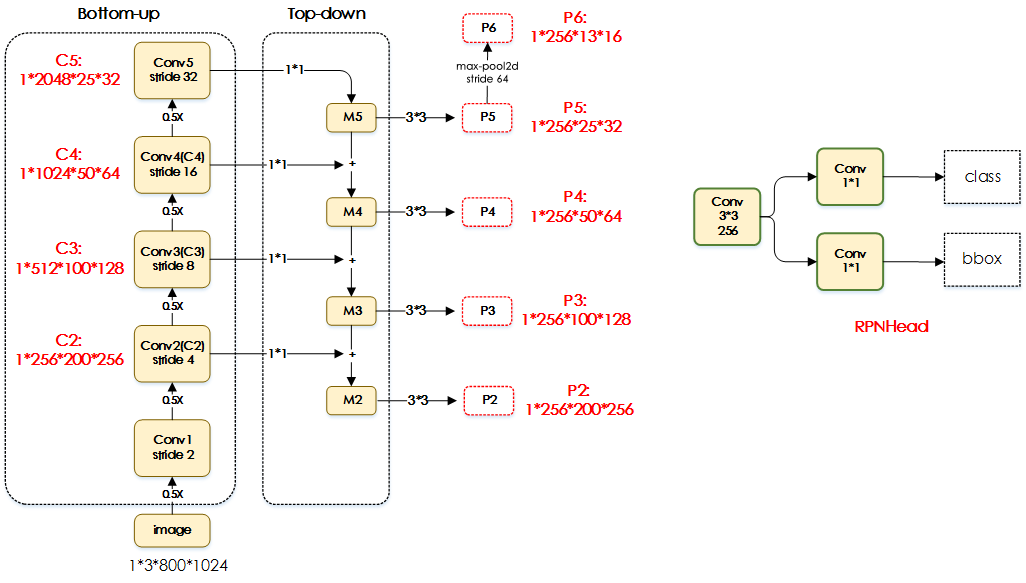 Bottom-up
Top-down
C5:
1*2048*25*32
Conv5
stride 32
1*1
0.5X
C4:
1*1024*50*64
Conv4(C4)
stride 16
1*1
0.5X
C3:
1*512*100*128
Conv3(C3)
stride 8
1*1
0.5X
C2:
1*256*200*256
Conv2(C2)
stride 4
1*1
0.5X
Conv1
stride 2
0.5X
image
1*3*800*1024
M5
+
M4
+
M3
+
M2
3*3
3*3
3*3
3*3
P6
P6:
1*256*13*16
max-pool2d
stride 64
P5
P5:
1*256*25*32
P4
P4:
1*256*50*64
P3
P3:
1*256*100*128
P2
P2:
1*256*200*256
Conv
3*3
256
Conv
1*1
class
Conv
1*1
bbox
RPNHead